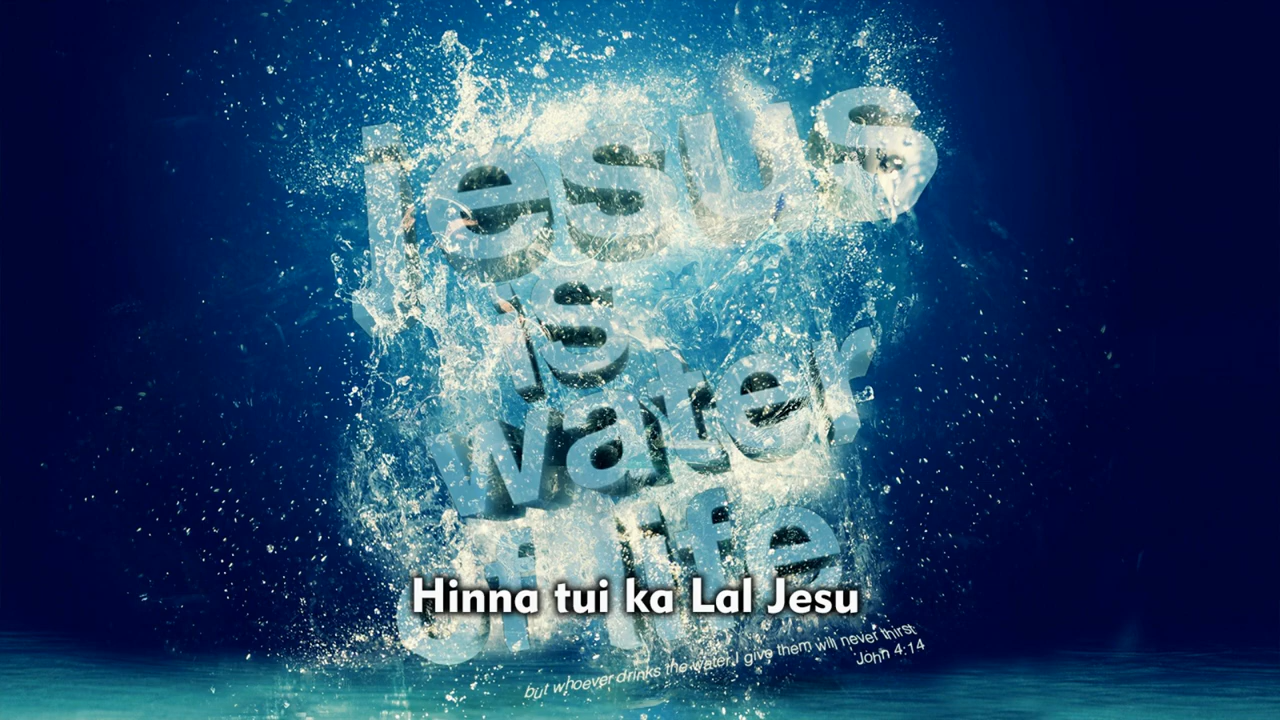 Jesus
is
water
of life
Hinna tui ka Lal Jesu
but whoever drinks the water I give them will never thirst
John 4:14